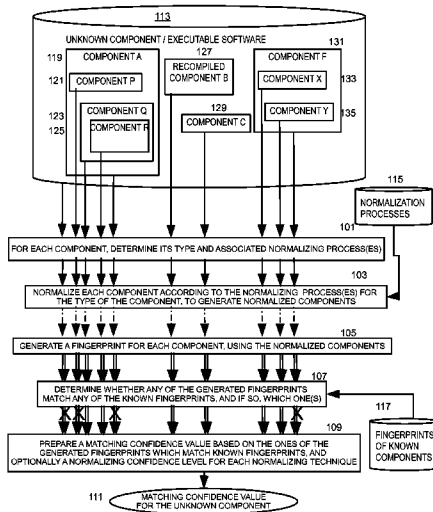 113
UNKNOWN COMPONENT / EXECUTABLE SOFTWARE
119
COMPONENT A
121
COMPONENT P
123
COMPONENT Q
125
COMPONENT R
127
RECOMPILED
COMPONENT B
129
COMPONENT C
131
COMPONENT F
COMPONENT X
133
COMPONENT Y
135
115
NORMALIZATION
PROCESSES
101
FOR EACH COMPONENT, DETERMINE ITS TYPE AND ASSOCIATED NORMALIZING PROCESS(ES)
103
NORMALIZE EACH COMPONENT ACCORDING TO THE NORMALIZING PROCESS(ES) FOR
THE TYPE OF THE COMPONENT, TO GENERATE NORMALIZED COMPONENTS
105
GENERATE A FINGERPRINT FOR EACH COMPONENT, USING THE NORMALIZED COMPONENTS
107
DETERMINE WHETHER ANY OF THE GENERATED FINGERPRINTS
MATCH ANY OF THE KNOWN FINGERPRINTS, AND IF SO, WHICH ONE(S)
X X X X
117
FINGERPRINTS
OF KNOWN
COMPONENTS
109
PREPARE A MATCHING CONFIDENCE VALUE BASED ON THE ONES OF THE
GENERATED FINGERPRINTS WHICH MATCH KNOWN FINGERPRINTS, AND
OPTIONALLY A NORMALIZING CONFIDENCE LEVEL FOR EACH NORMALIZING TECHNIQUE
111
MATCHING CONFIDENCE VALUE
FOR THE UNKNOWN COMPONENT